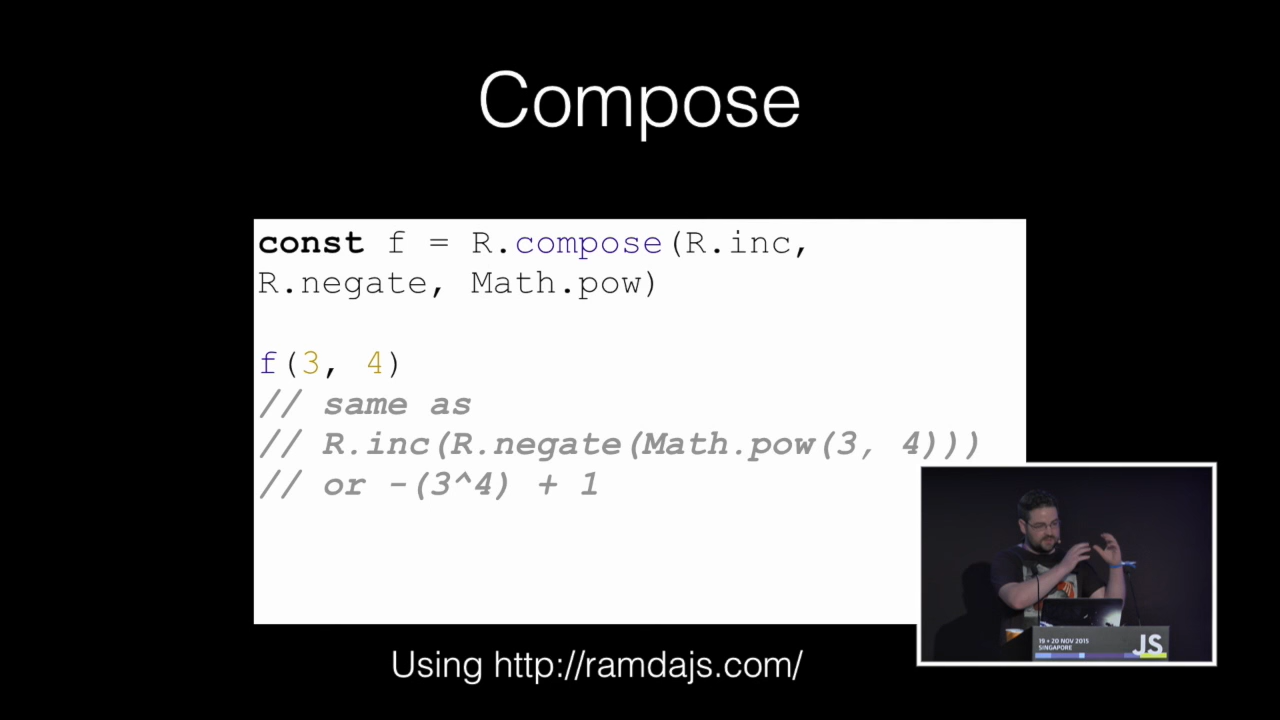 Compose
const f = R.compose(R.inc,
R.negate, Math.pow)
f(3, 4)
// same as
// R.inc(R.negate(Math.pow(3, 4)))
// or -(3^4) + 1
Using http://ramdajs.com/
19 + 20 NOV 2015
SINGAPORE
JS